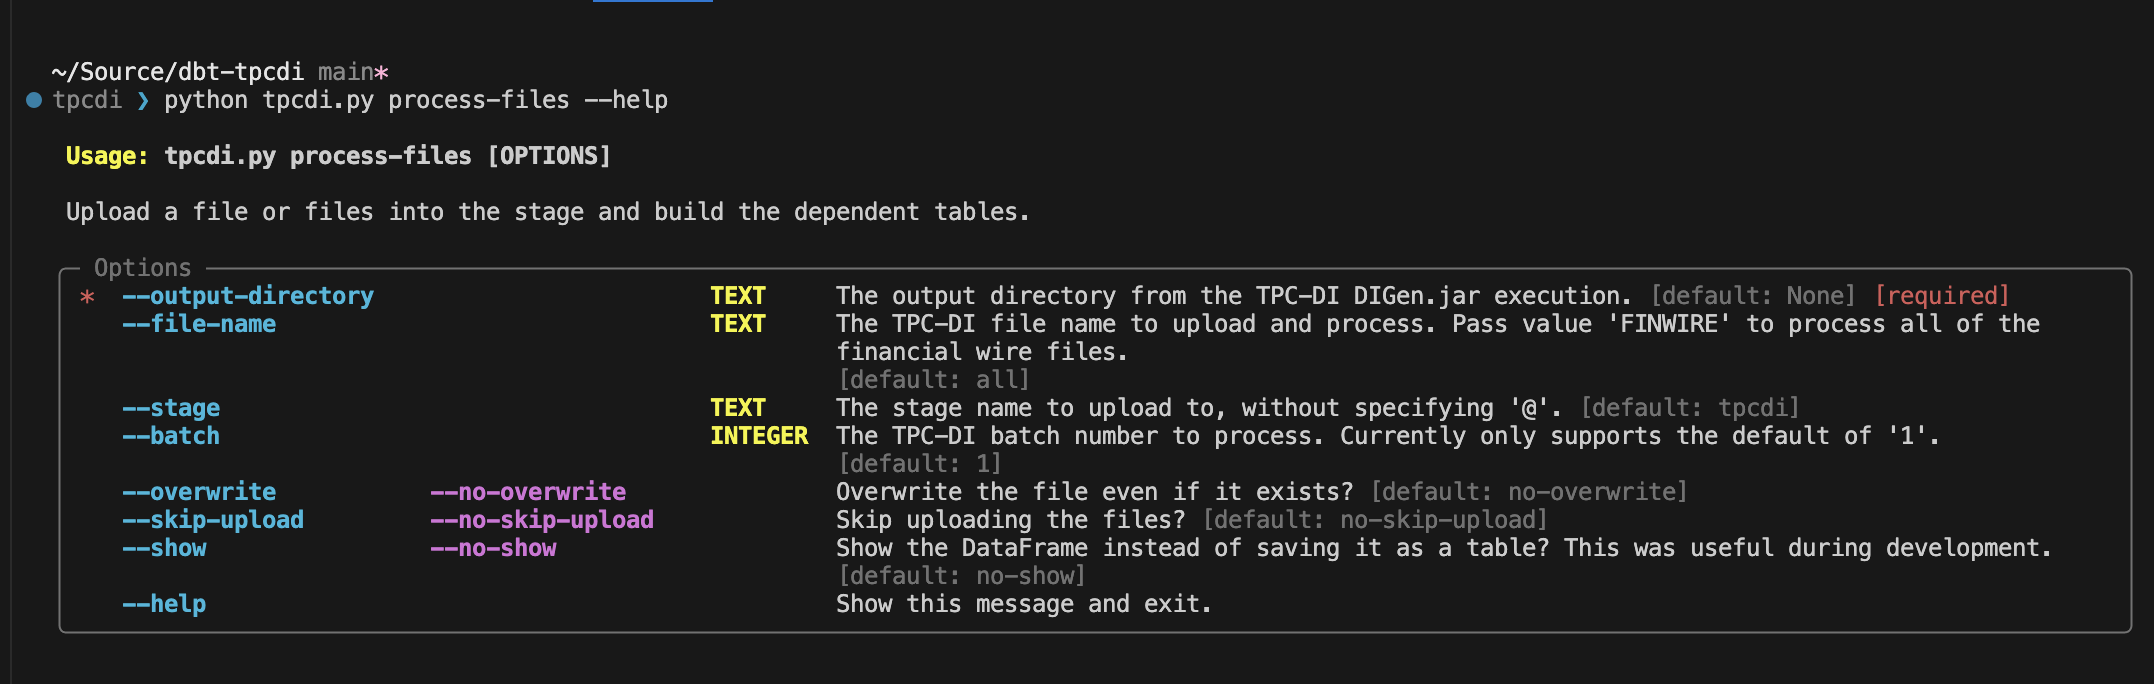 ~/Source/dbt-tpcdi main*
tpcdi ❯ python tpcdi.py process-files --help
Usage: tpcdi.py process-files [OPTIONS]
Upload a file or files into the stage and build the dependent tables.
Options
* --output-directory TEXT The output directory from the TPC-DI DIGen.jar execution. [default: None] [required]
--file-name TEXT The TPC-DI file name to upload and process. Pass value 'FINWIRE' to process all of the
financial wire files.
[default: all]
--stage TEXT The stage name to upload to, without specifying '@'. [default: tpcdi]
--batch INTEGER The TPC-DI batch number to process. Currently only supports the default of '1'.
[default: 1]
--overwrite --no-overwrite Overwrite the file even if it exists? [default: no-overwrite]
--skip-upload --no-skip-upload Skip uploading the files? [default: no-skip-upload]
--show --no-show Show the DataFrame instead of saving it as a table? This was useful during development.
[default: no-show]
--help Show this message and exit.